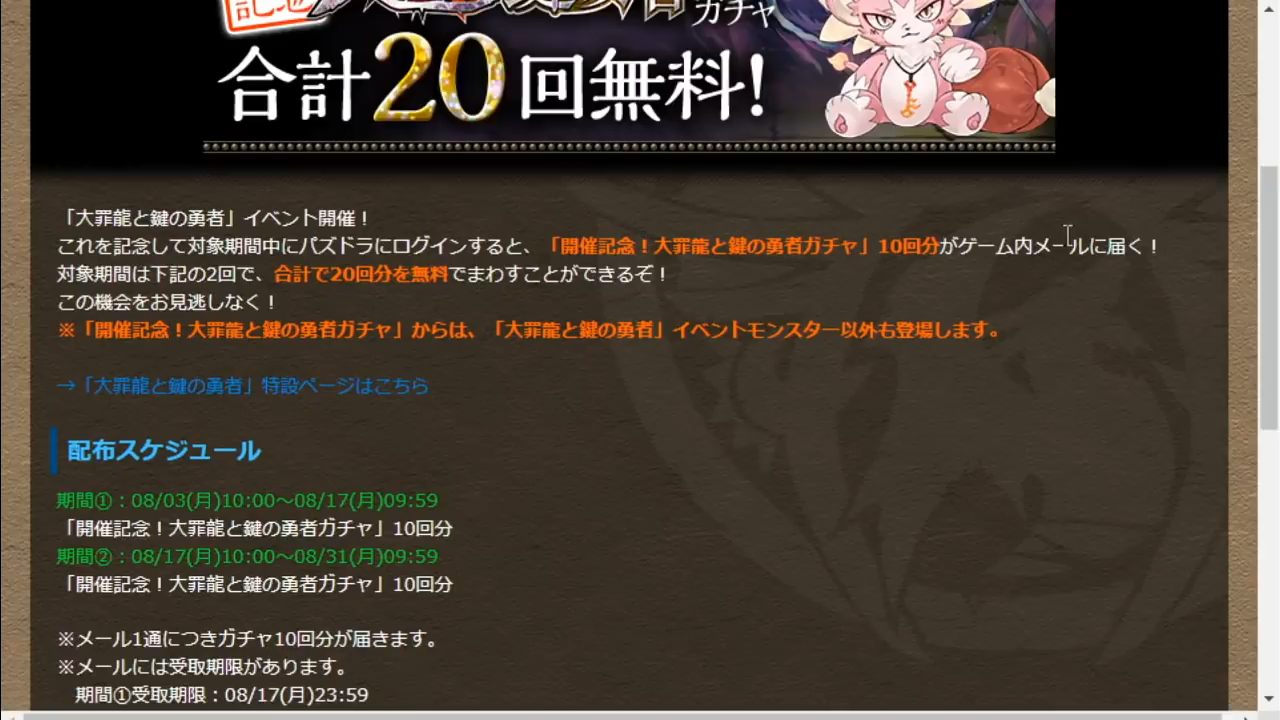 ガチャ
合計20回無料!
「大罪龍と鍵の勇者」イベント開催！
これを記念して対象期間中にパズドラにログインすると、「開催記念！大罪龍と鍵の勇者ガチャ」10回分がゲーム内メールに届く！
対象期間は下記の2回で、合計で20回分を無料でまわすことができるぞ！
この機会をお見逃しなく！
※「開催記念！大罪龍と鍵の勇者ガチャ」からは、「大罪龍と鍵の勇者」イベントモンスター以外も登場します。
→「大罪龍と鍵の勇者」特設ページはこちら
配布スケジュール
期間①：08/03(月)10:00～08/17(月)09:59
「開催記念！大罪龍と鍵の勇者ガチャ」10回分
期間②：08/17(月)10:00～08/31(月)09:59
「開催記念！大罪龍と鍵の勇者ガチャ」10回分
※メール1通につきガチャ10回分が届きます。
※メールには受取期限があります。
期間①受取期限：08/17(月)23:59